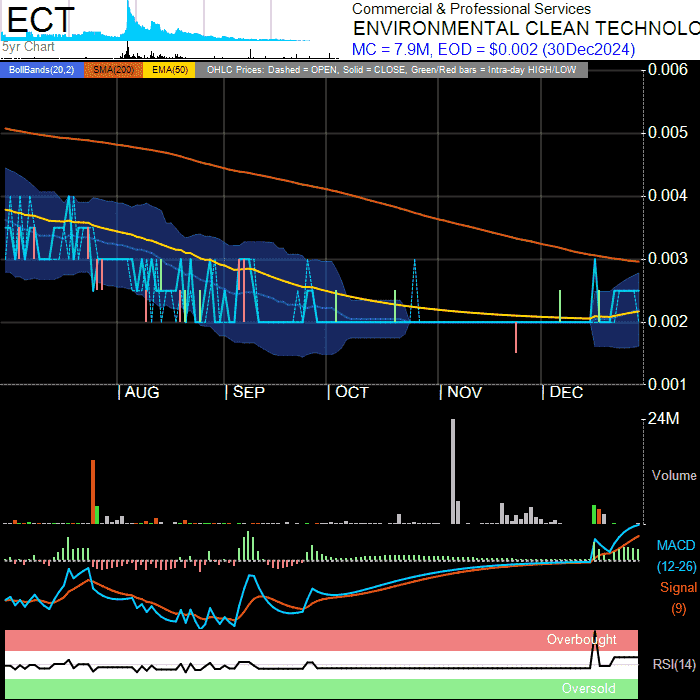 ECT
5yr Chart
Commercial & Professional Services
ENVIRONMENTAL CLEAN TECHNOLO
MC = 7.9M, EOD = $0.002 (30Dec2024)
BollBands(20,2) SMA(200) EMA(50) OHLC Prices: Dashed = OPEN, Solid = CLOSE, Green/Red bars = Intra-day HIGH/LOW
0.006
0.005
0.004
0.003
0.002
0.001
AUG SEP OCT NOV DEC
24M
Volume
MACD
(12-26)
Signal
(9)
Overbought
RSI(14)
Oversold